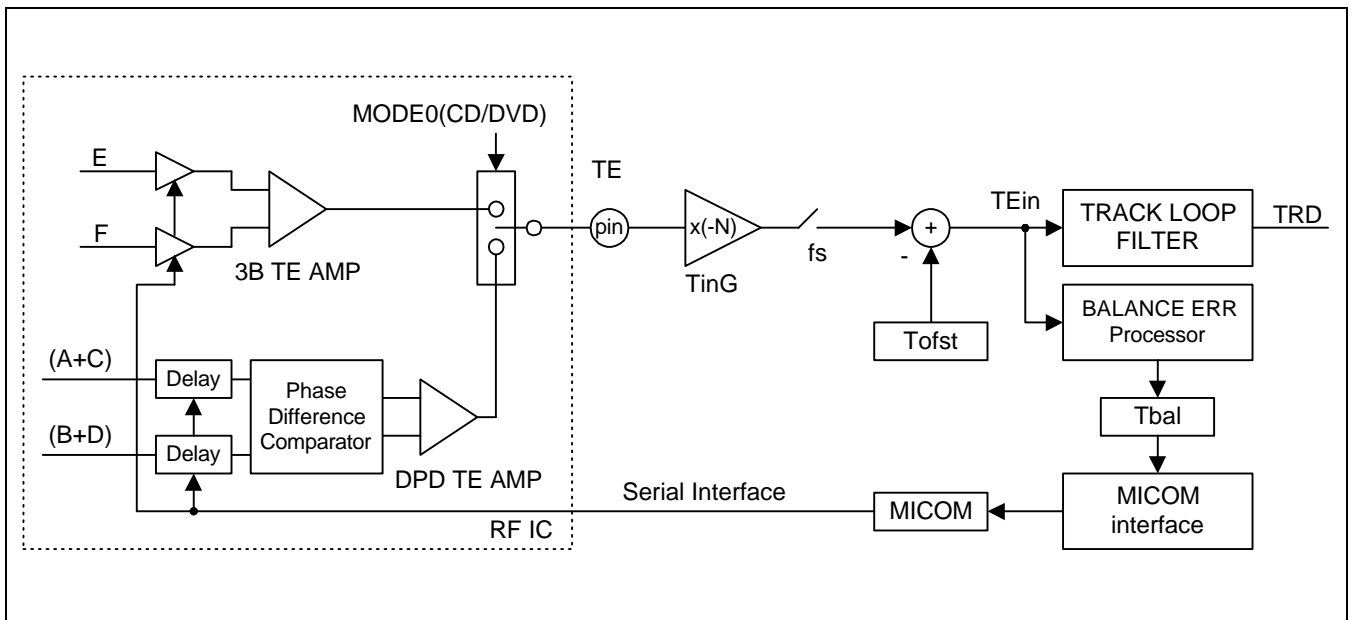 MODE0(CD/DVD)
E
F
3B TE AMP
TE
pin
x(-N)
TinG
fs
+
-
Tofst
TEin
TRACK LOOP
FILTER
TRD
BALANCE ERR
Processor
Tbal
MICOM
interface
MICOM
Serial Interface
(A+C)
Delay
(B+D)
Delay
Phase
Difference
Comparator
DPD TE AMP
RF IC